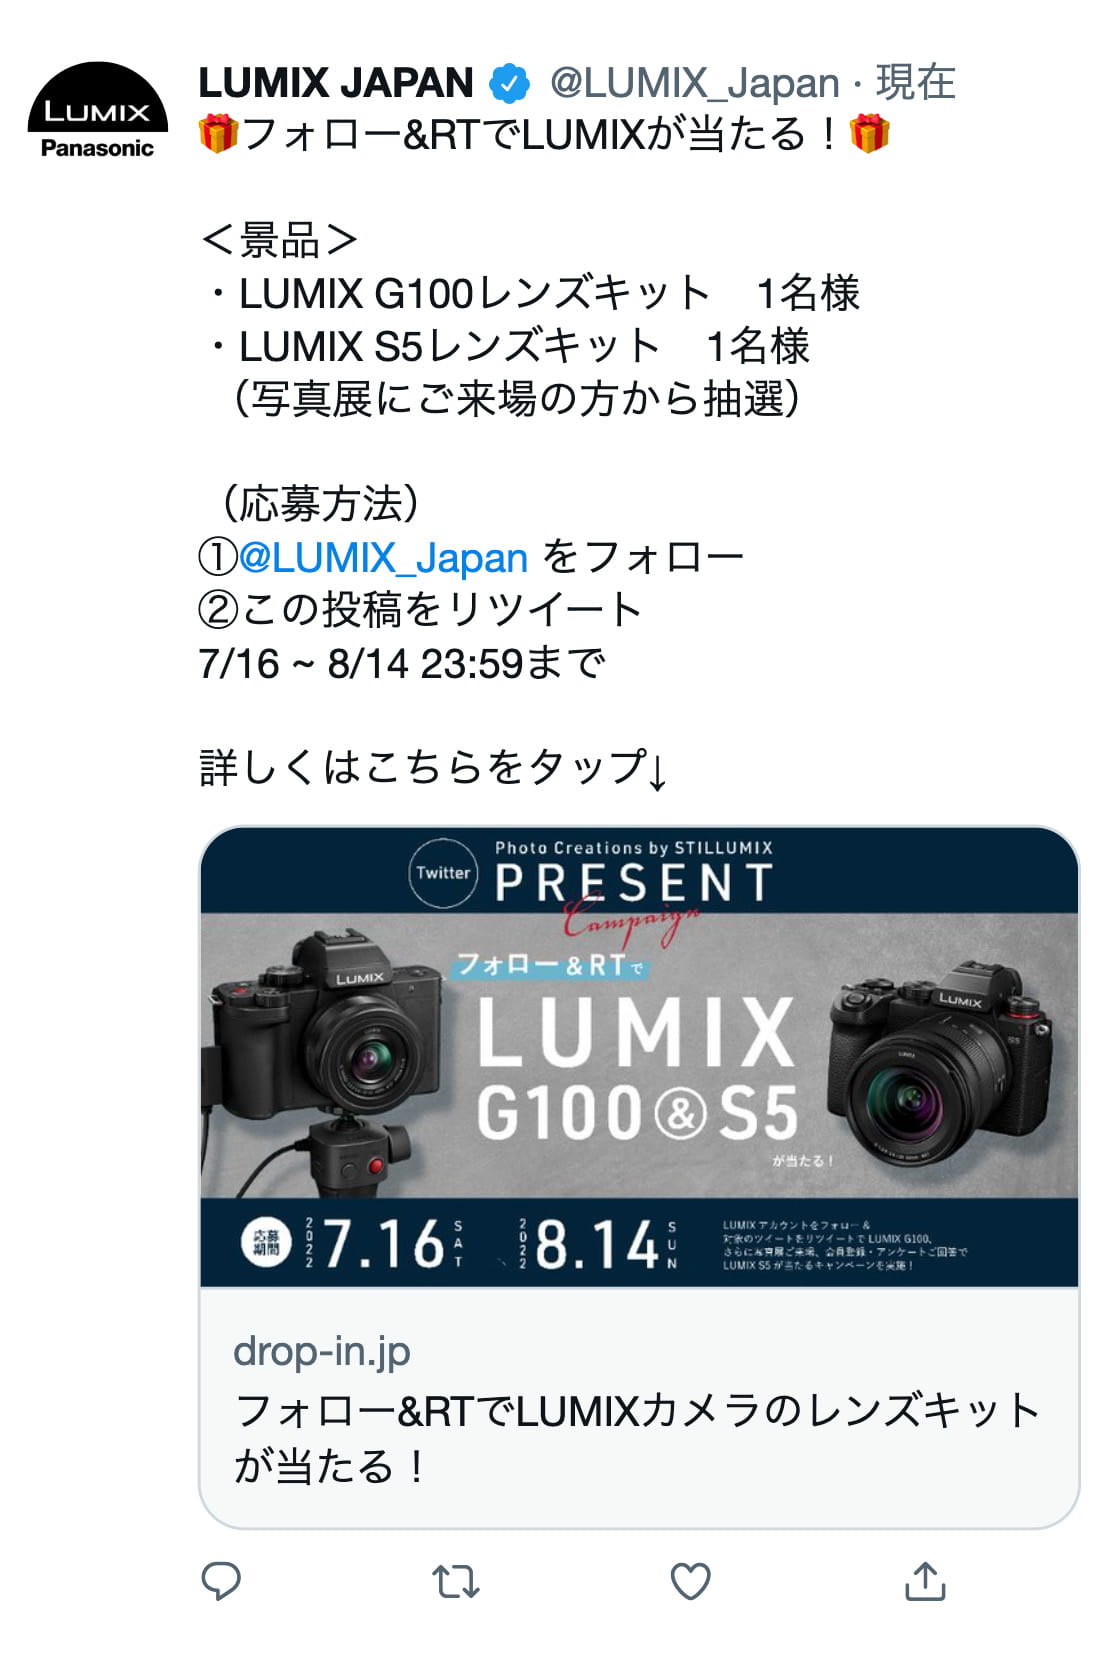 LUMIX
Panasonic
LUMIX JAPAN @LUMIX_Japan · 現在
🎁フォロー&RTでLUMIXが当たる！🎁
＜景品＞
・LUMIX G100レンズキット　1名様
・LUMIX S5レンズキット　1名様
（写真展にご来場の方から抽選）
（応募方法）
①@LUMIX_Japan をフォロー
②この投稿をリツイート
7/16 ~ 8/14 23:59まで
詳しくはこちらをタップ↓
Twitter
Photo Creations by STILLUMIX
PRESENT
Campaign
フォロー&RTで
LUMIX
G100&S5
が当たる！
LUMIX
LUMIX
S5
LUMIX
応募
期間
2022 7.16 SAT
2022 8.14 SUN
LUMIX アカウントをフォロー &
対象のツイートをリツイートで LUMIX G100、
さらに写真展ご来場、会員登録・アンケートご回答で
LUMIX S5 が当たるキャンペーンを実施！
drop-in.jp
フォロー&RTでLUMIXカメラのレンズキット
が当たる！